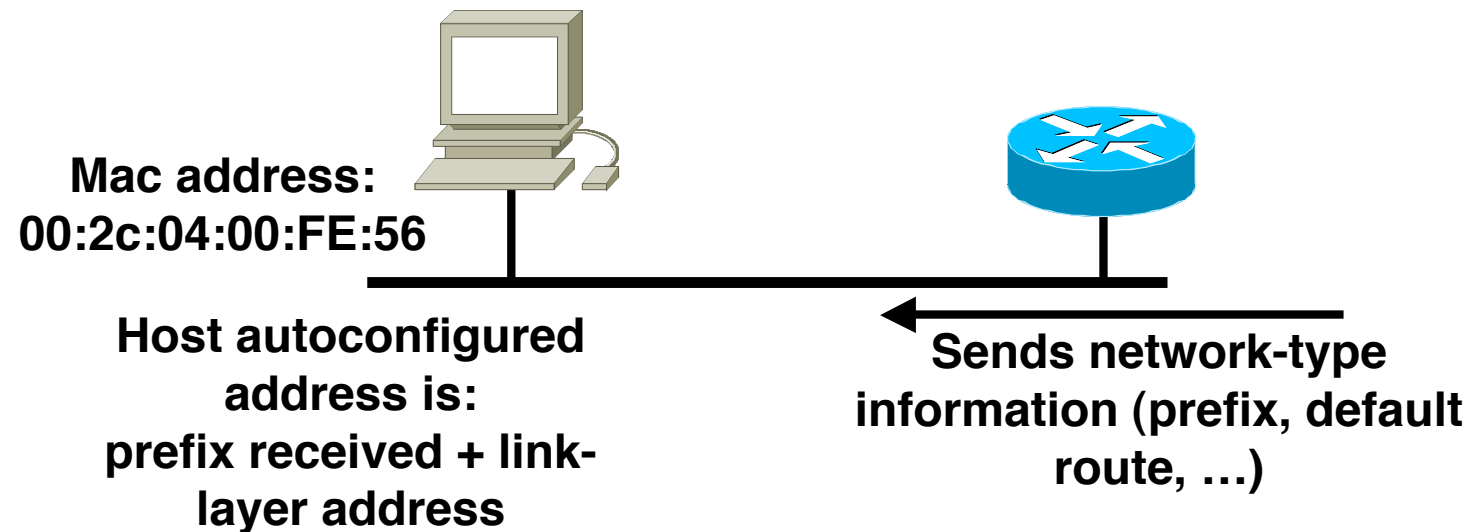 Mac address:
00:2c:04:00:FE:56
Host autoconfigured
address is:
prefix received + link-
layer address
Sends network-type
information (prefix, default
route, …)